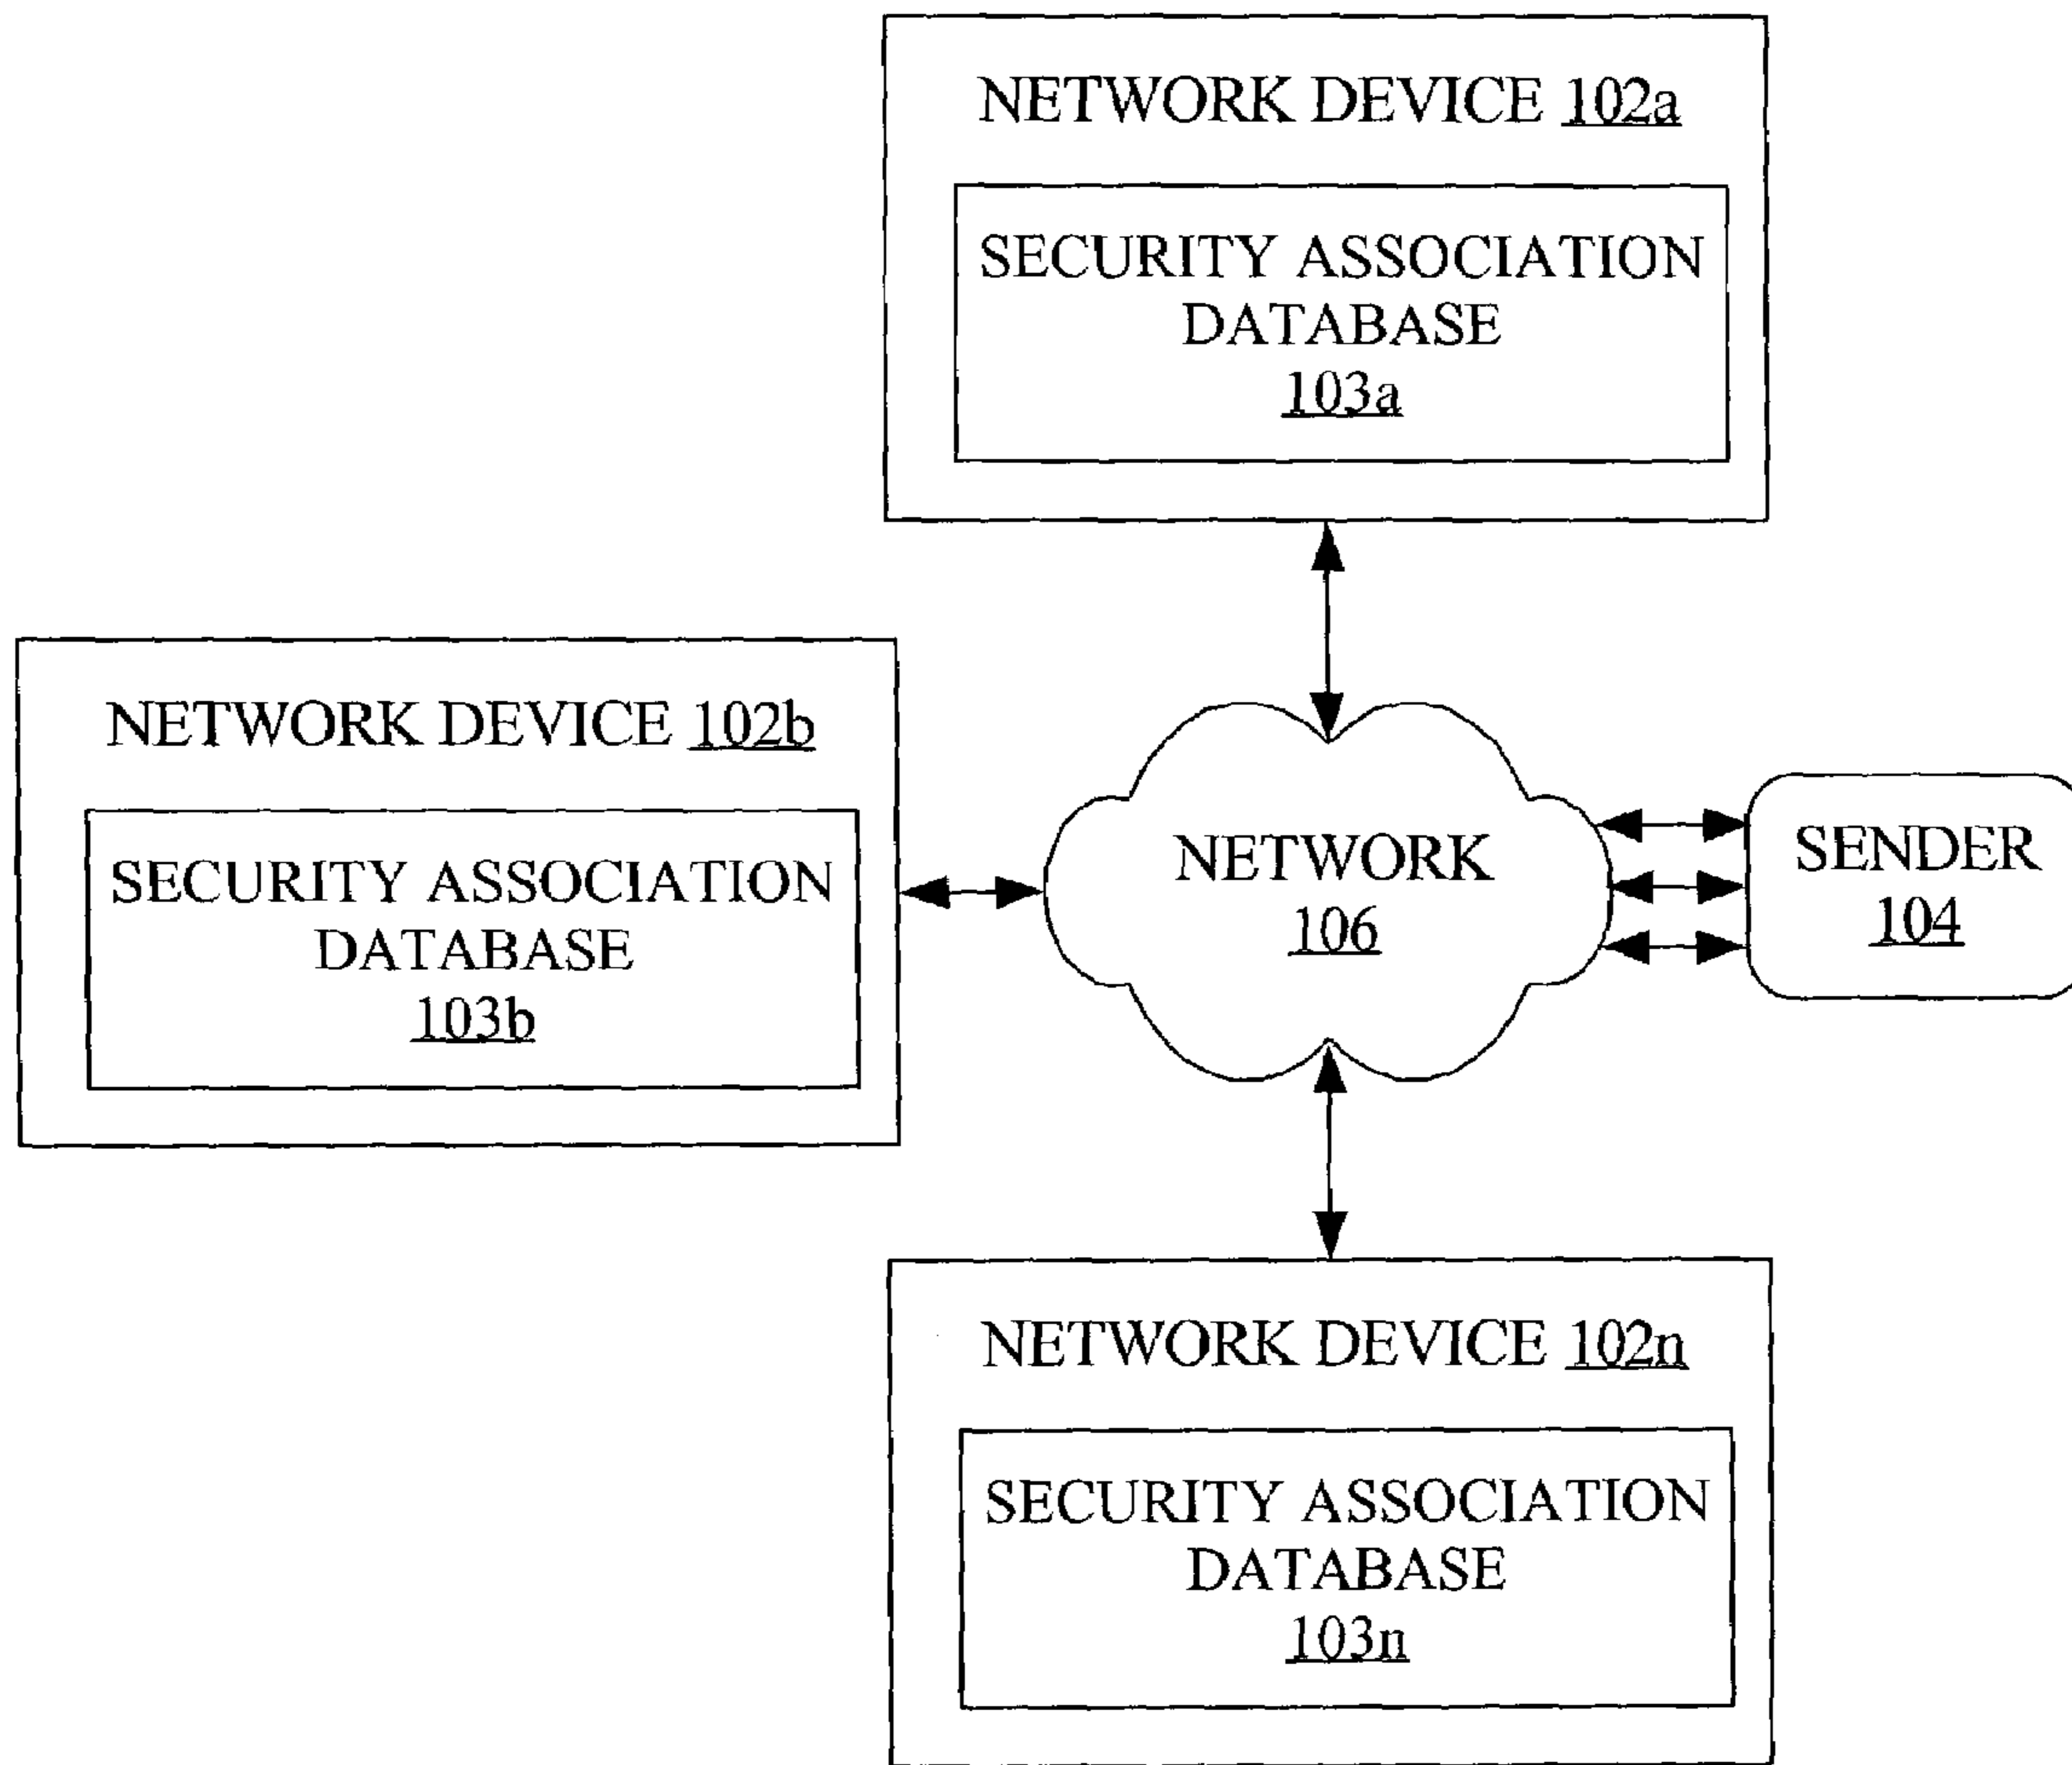 NETWORK DEVICE 102a
SECURITY ASSOCIATION
DATABASE
103a
NETWORK DEVICE 102b
SECURITY ASSOCIATION
DATABASE
103b
NETWORK
106
SENDER
104
NETWORK DEVICE 102n
SECURITY ASSOCIATION
DATABASE
103n